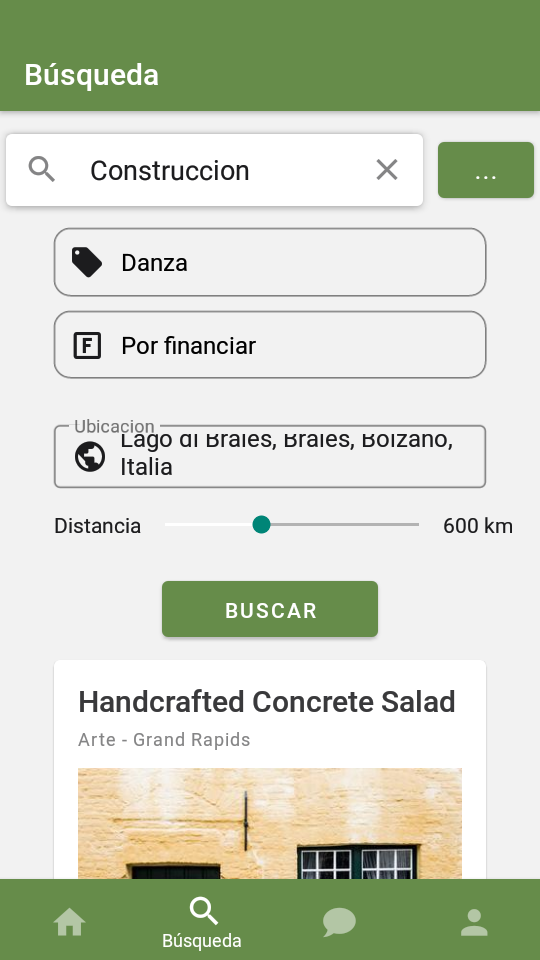 Búsqueda
Construccion
...
Danza
F
Por financiar
Ubicacion
Lago di Braies, Braies, Bolzano,
Italia
Distancia
600 km
BUSCAR
Handcrafted Concrete Salad
Arte - Grand Rapids
Búsqueda